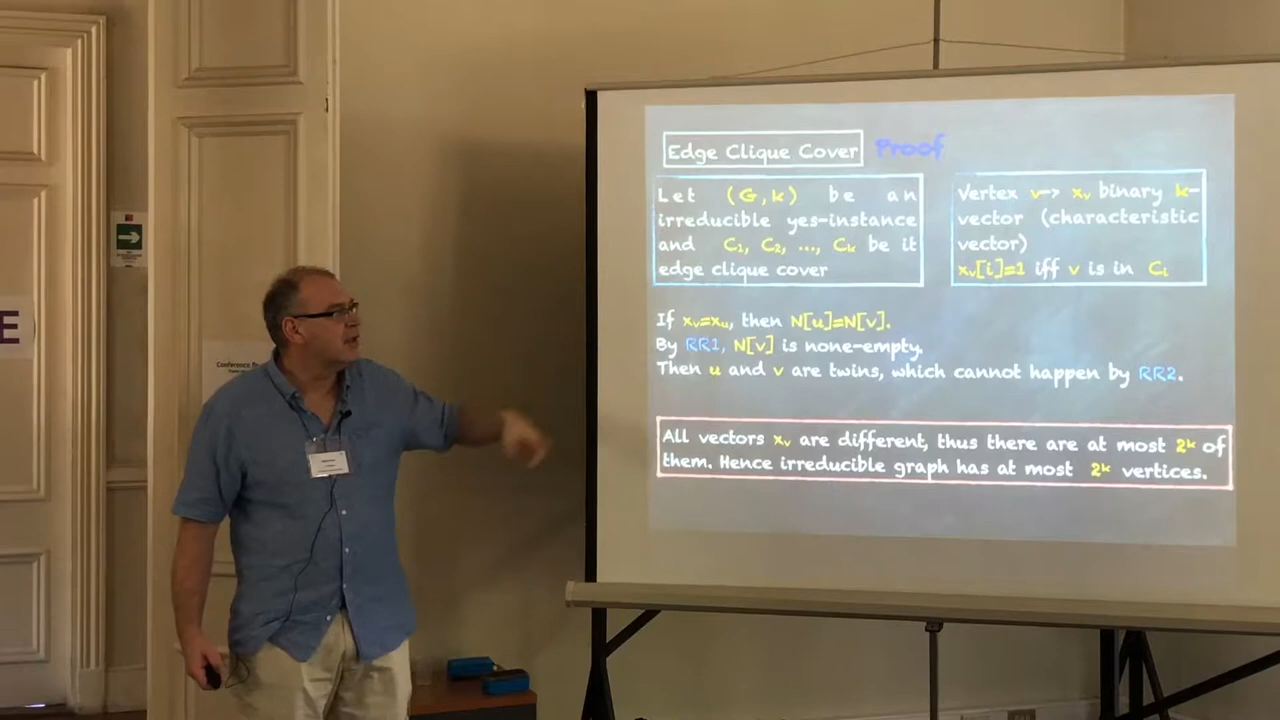 Edge Clique Cover Proof
Let (G,k) be an
irreducible yes-instance
and C₁, C₂, ..., Cₖ be it
edge clique cover
Vertex v-> xᵥ binary k-
vector (characteristic
vector)
xᵥ[i]=1 iff v is in Cᵢ
If xᵥ=xᵤ, then N[u]=N[v].
By RR1, N[v] is none-empty.
Then u and v are twins, which cannot happen by RR2.
All vectors xᵥ are different, thus there are at most 2ᵏ of
them. Hence irreducible graph has at most 2ᵏ vertices.
E
Conference